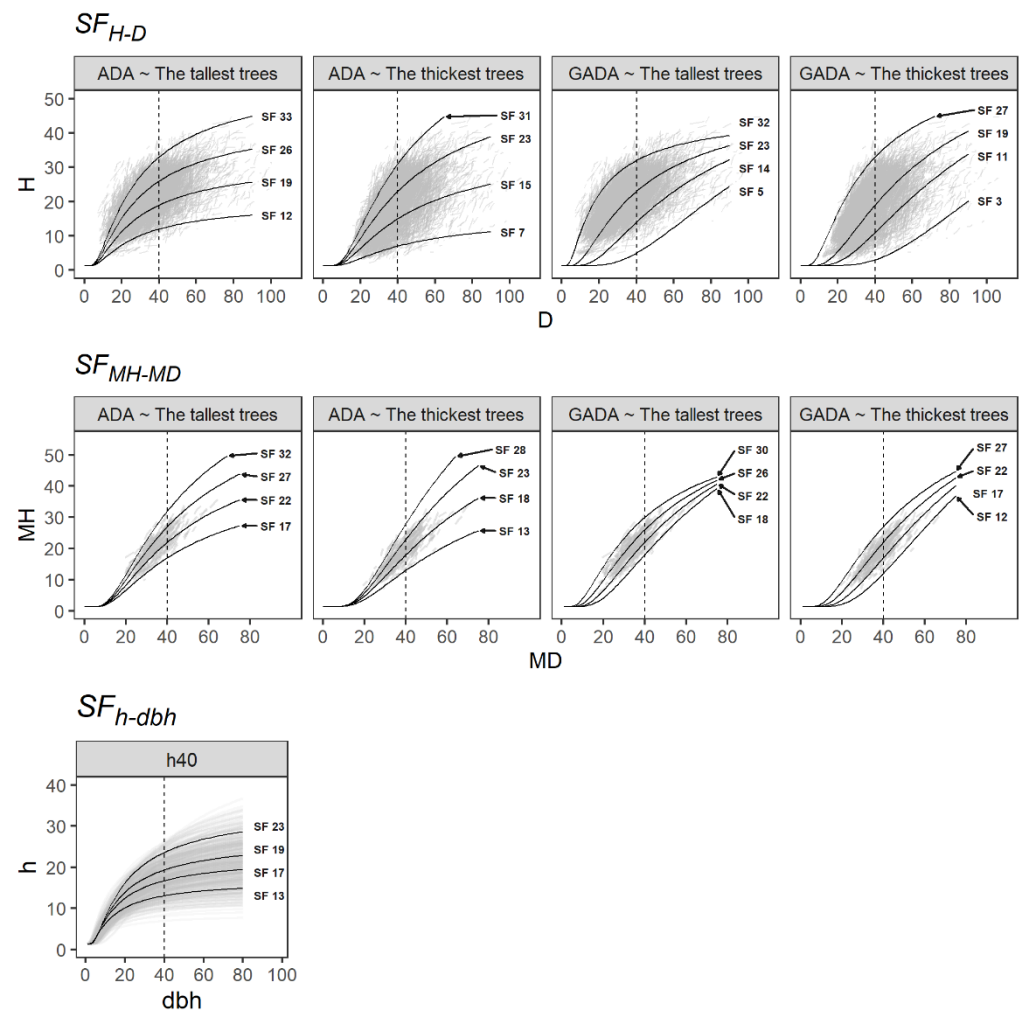 SF_H-D
ADA ~ The tallest trees
ADA ~ The thickest trees
GADA ~ The tallest trees
GADA ~ The thickest trees
H
50
40
30
20
10
0
SF 33
SF 26
SF 19
SF 12
SF 31
SF 23
SF 15
SF 7
SF 32
SF 23
SF 14
SF 5
SF 27
SF 19
SF 11
SF 3
0 20 40 60 80 100
0 20 40 60 80 100
0 20 40 60 80 100
0 20 40 60 80 100
D
SF_MH-MD
ADA ~ The tallest trees
ADA ~ The thickest trees
GADA ~ The tallest trees
GADA ~ The thickest trees
MH
50
40
30
20
10
0
SF 32
SF 27
SF 22
SF 17
SF 28
SF 23
SF 18
SF 13
SF 30
SF 26
SF 22
SF 18
SF 27
SF 22
SF 17
SF 12
0 20 40 60 80
0 20 40 60 80
0 20 40 60 80
0 20 40 60 80
MD
SF_h-dbh
h40
h
40
30
20
10
0
SF 23
SF 19
SF 17
SF 13
0 20 40 60 80 100
dbh